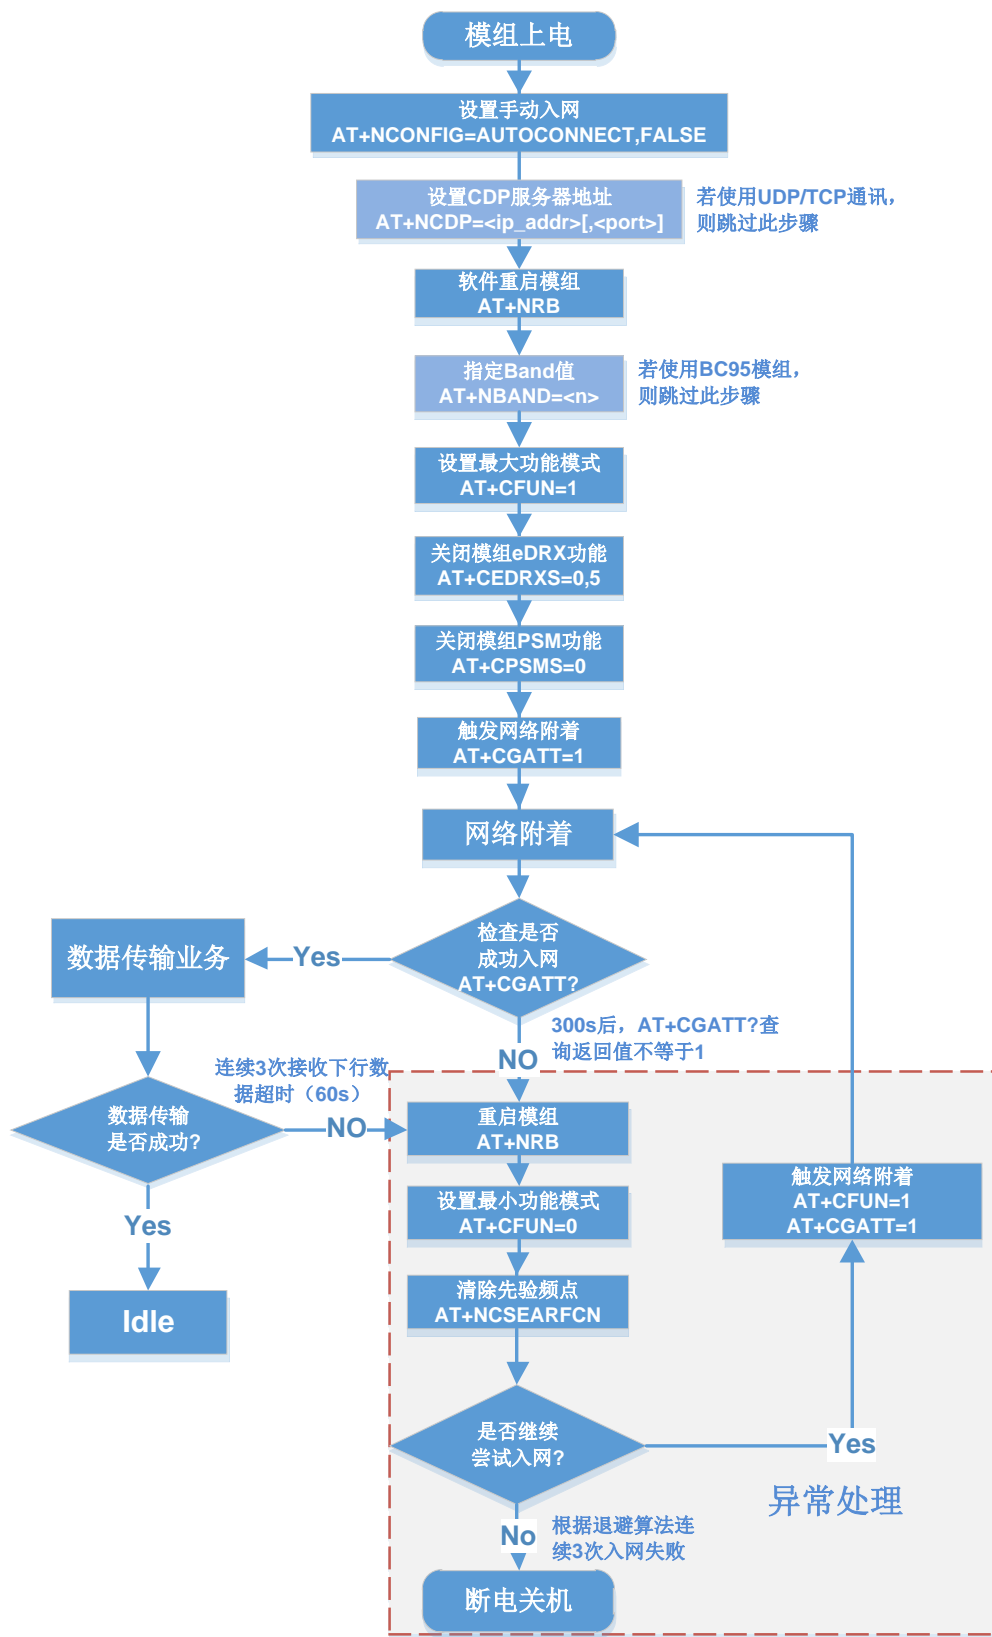 模组上电
设置手动入网
AT+NCONFIG=AUTOCONNECT,FALSE
设置CDP服务器地址
AT+NCDP=<ip_addr>[,<port>]
若使用UDP/TCP通讯，
则跳过此步骤
软件重启模组
AT+NRB
指定Band值
AT+NBAND=<n>
若使用BC95模组，
则跳过此步骤
设置最大功能模式
AT+CFUN=1
关闭模组eDRX功能
AT+CEDRXS=0,5
关闭模组PSM功能
AT+CPSMS=0
触发网络附着
AT+CGATT=1
网络附着
检查是否
成功入网
AT+CGATT?
Yes
数据传输业务
300s后，AT+CGATT?查
询返回值不等于1
NO
连续3次接收下行数
据超时（60s）
数据传输
是否成功?
NO
重启模组
AT+NRB
触发网络附着
AT+CFUN=1
AT+CGATT=1
设置最小功能模式
AT+CFUN=0
Yes
清除先验频点
AT+NCSEARFCN
Idle
是否继续
尝试入网?
Yes
异常处理
No
根据退避算法连
续3次入网失败
断电关机